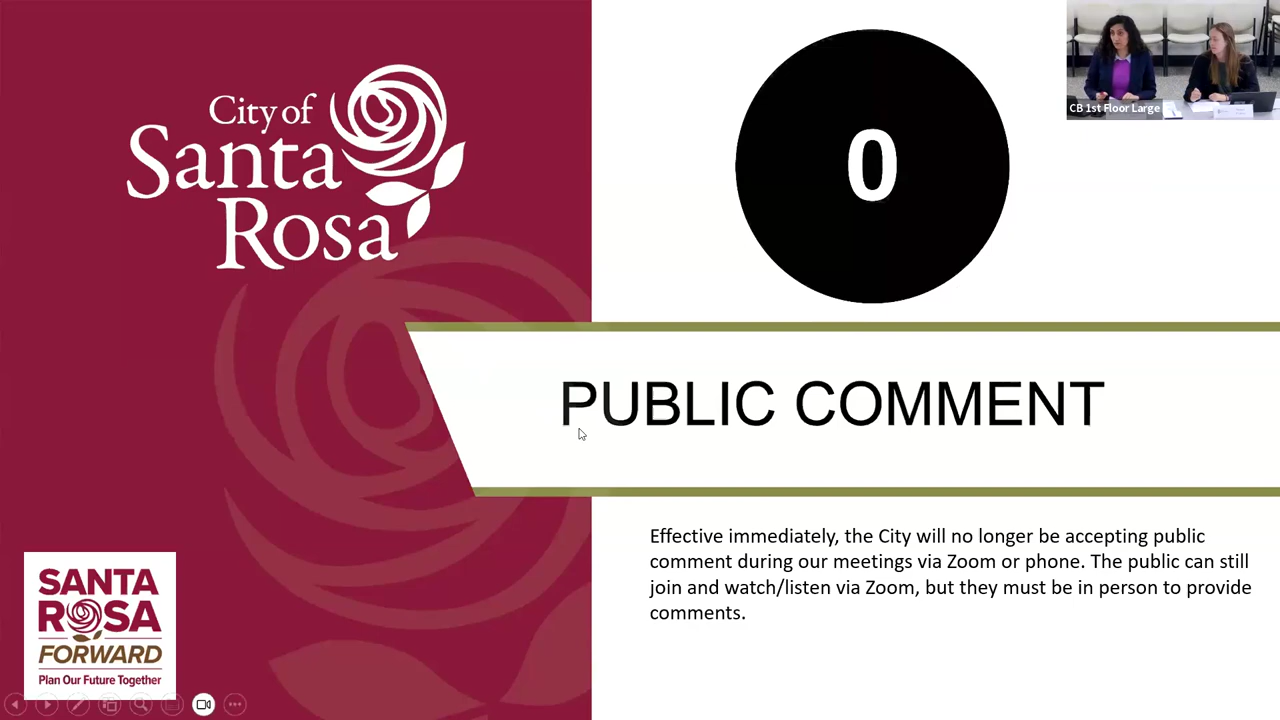 City of
Santa
Rosa
0
CB 1st Floor Large
PUBLIC COMMENT
Effective immediately, the City will no longer be accepting public
comment during our meetings via Zoom or phone. The public can still
join and watch/listen via Zoom, but they must be in person to provide
comments.
SANTA
ROSA
FORWARD
Plan Our Future Together